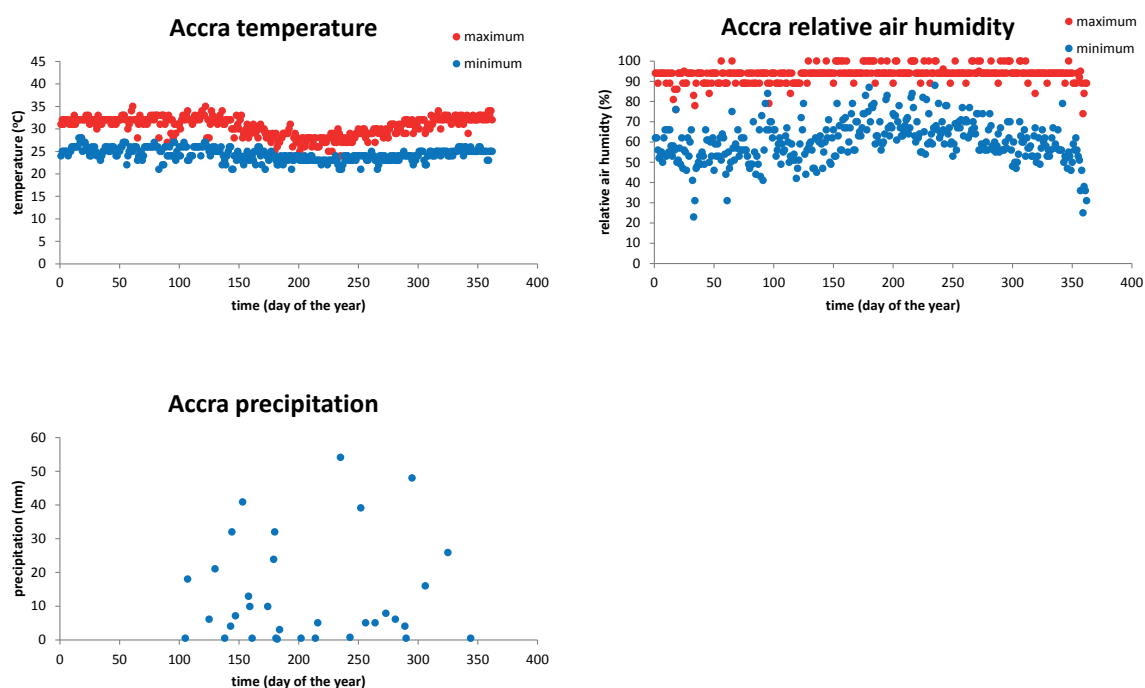 Accra temperature
maximum
minimum
45
40
35
30
25
20
15
10
5
0
temperature (°C)
0 50 100 150 200 250 300 350 400
time (day of the year)
Accra relative air humidity
maximum
minimum
100
90
80
70
60
50
40
30
20
10
0
relative air humidity (%)
0 50 100 150 200 250 300 350 400
time (day of the year)
Accra precipitation
60
50
40
30
20
10
0
precipitation (mm)
0 50 100 150 200 250 300 350 400
time (day of the year)